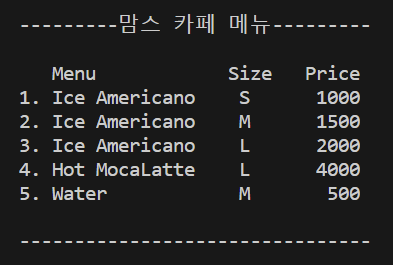 ---------맘스 카페 메뉴---------
Menu Size Price
1. Ice Americano S 1000
2. Ice Americano M 1500
3. Ice Americano L 2000
4. Hot MocaLatte L 4000
5. Water M 500
--------------------------------